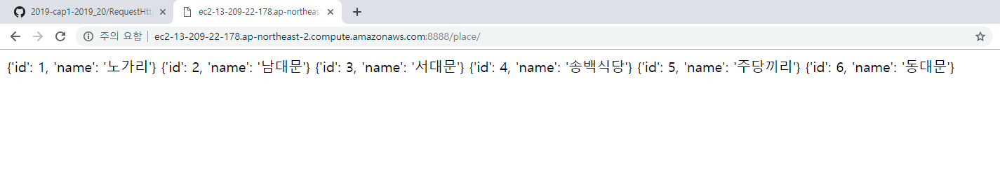 2019-cap1-2019_20/RequestHtt
ec2-13-209-22-178.ap-northeas
주의 요함
ec2-13-209-22-178.ap-northeast-2.compute.amazonaws.com:8888/place/
{'id': 1, 'name': '노가리'} {'id': 2, 'name': '남대문'} {'id': 3, 'name': '서대문'} {'id': 4, 'name': '송백식당'} {'id': 5, 'name': '주당끼리'} {'id': 6, 'name': '동대문'}